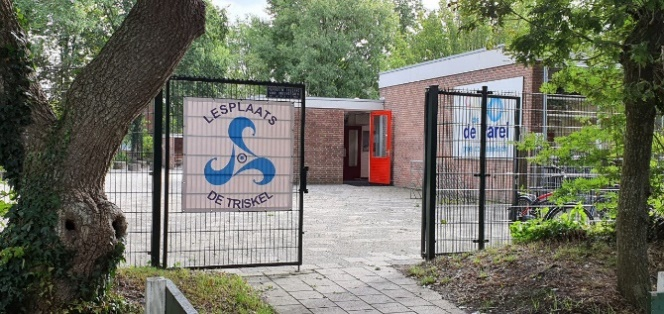 LESPLAATS
DE TRISKEL
de Parel